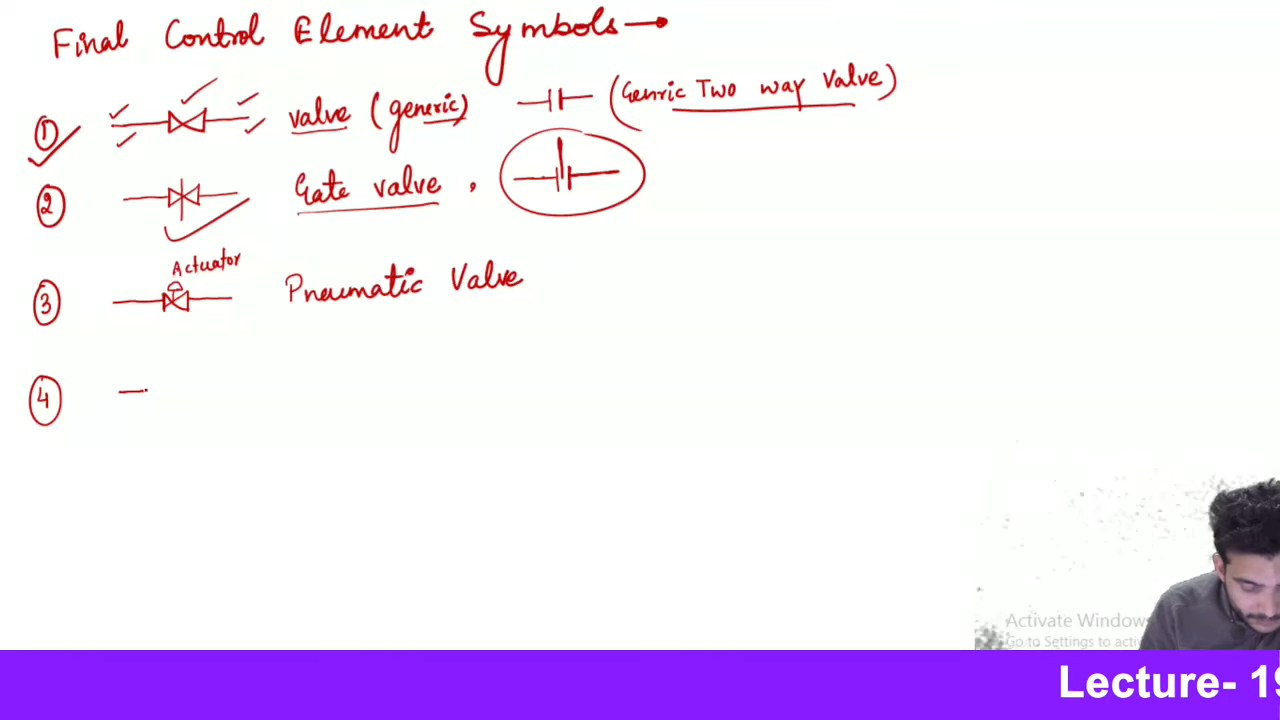 Final Control Element Symbols
① valve (generic) (Genric Two way Valve)
② Gate valve.
Actuator
③ Pneumatic Valve
④
Activate Windows
Go to Settings to activ
Lecture- 19